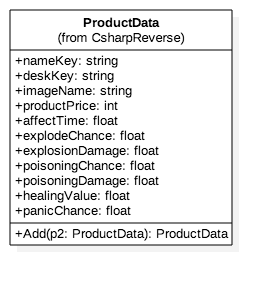 ProductData
(from CsharpReverse)
+nameKey: string
+deskKey: string
+imageName: string
+productPrice: int
+affectTime: float
+explodeChance: float
+explosionDamage: float
+poisoningChance: float
+poisoningDamage: float
+healingValue: float
+panicChance: float
+Add(p2: ProductData): ProductData